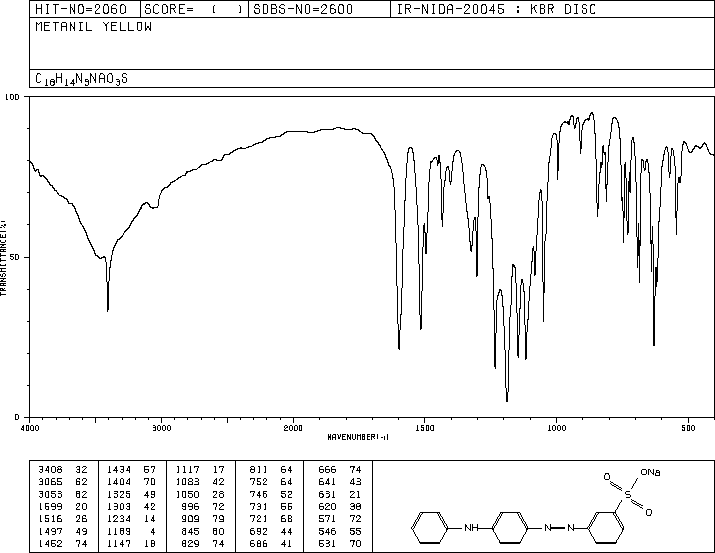 HIT-NO=2060 SCORE= ( ) SDBS-NO=2600 IR-NIDA-20045 : KBR DISC
METANIL YELLOW
C18H14N3NAO3S
100
50
0
TRANSMITTANCE(%)
4000 3000 2000 1500 1000 500
WAVENUMBER(-1)
3408 32 1434 57 1117 17 811 64 666 74
3065 62 1404 70 1083 42 752 64 641 43
3053 62 1325 49 1050 28 746 52 631 21
1599 20 1303 42 996 72 731 55 620 38
1516 26 1234 14 909 79 721 68 571 72
1497 49 1189 4 845 60 692 44 546 55
1452 74 1147 18 829 74 686 41 531 70
O ONa
S
O
NH N N